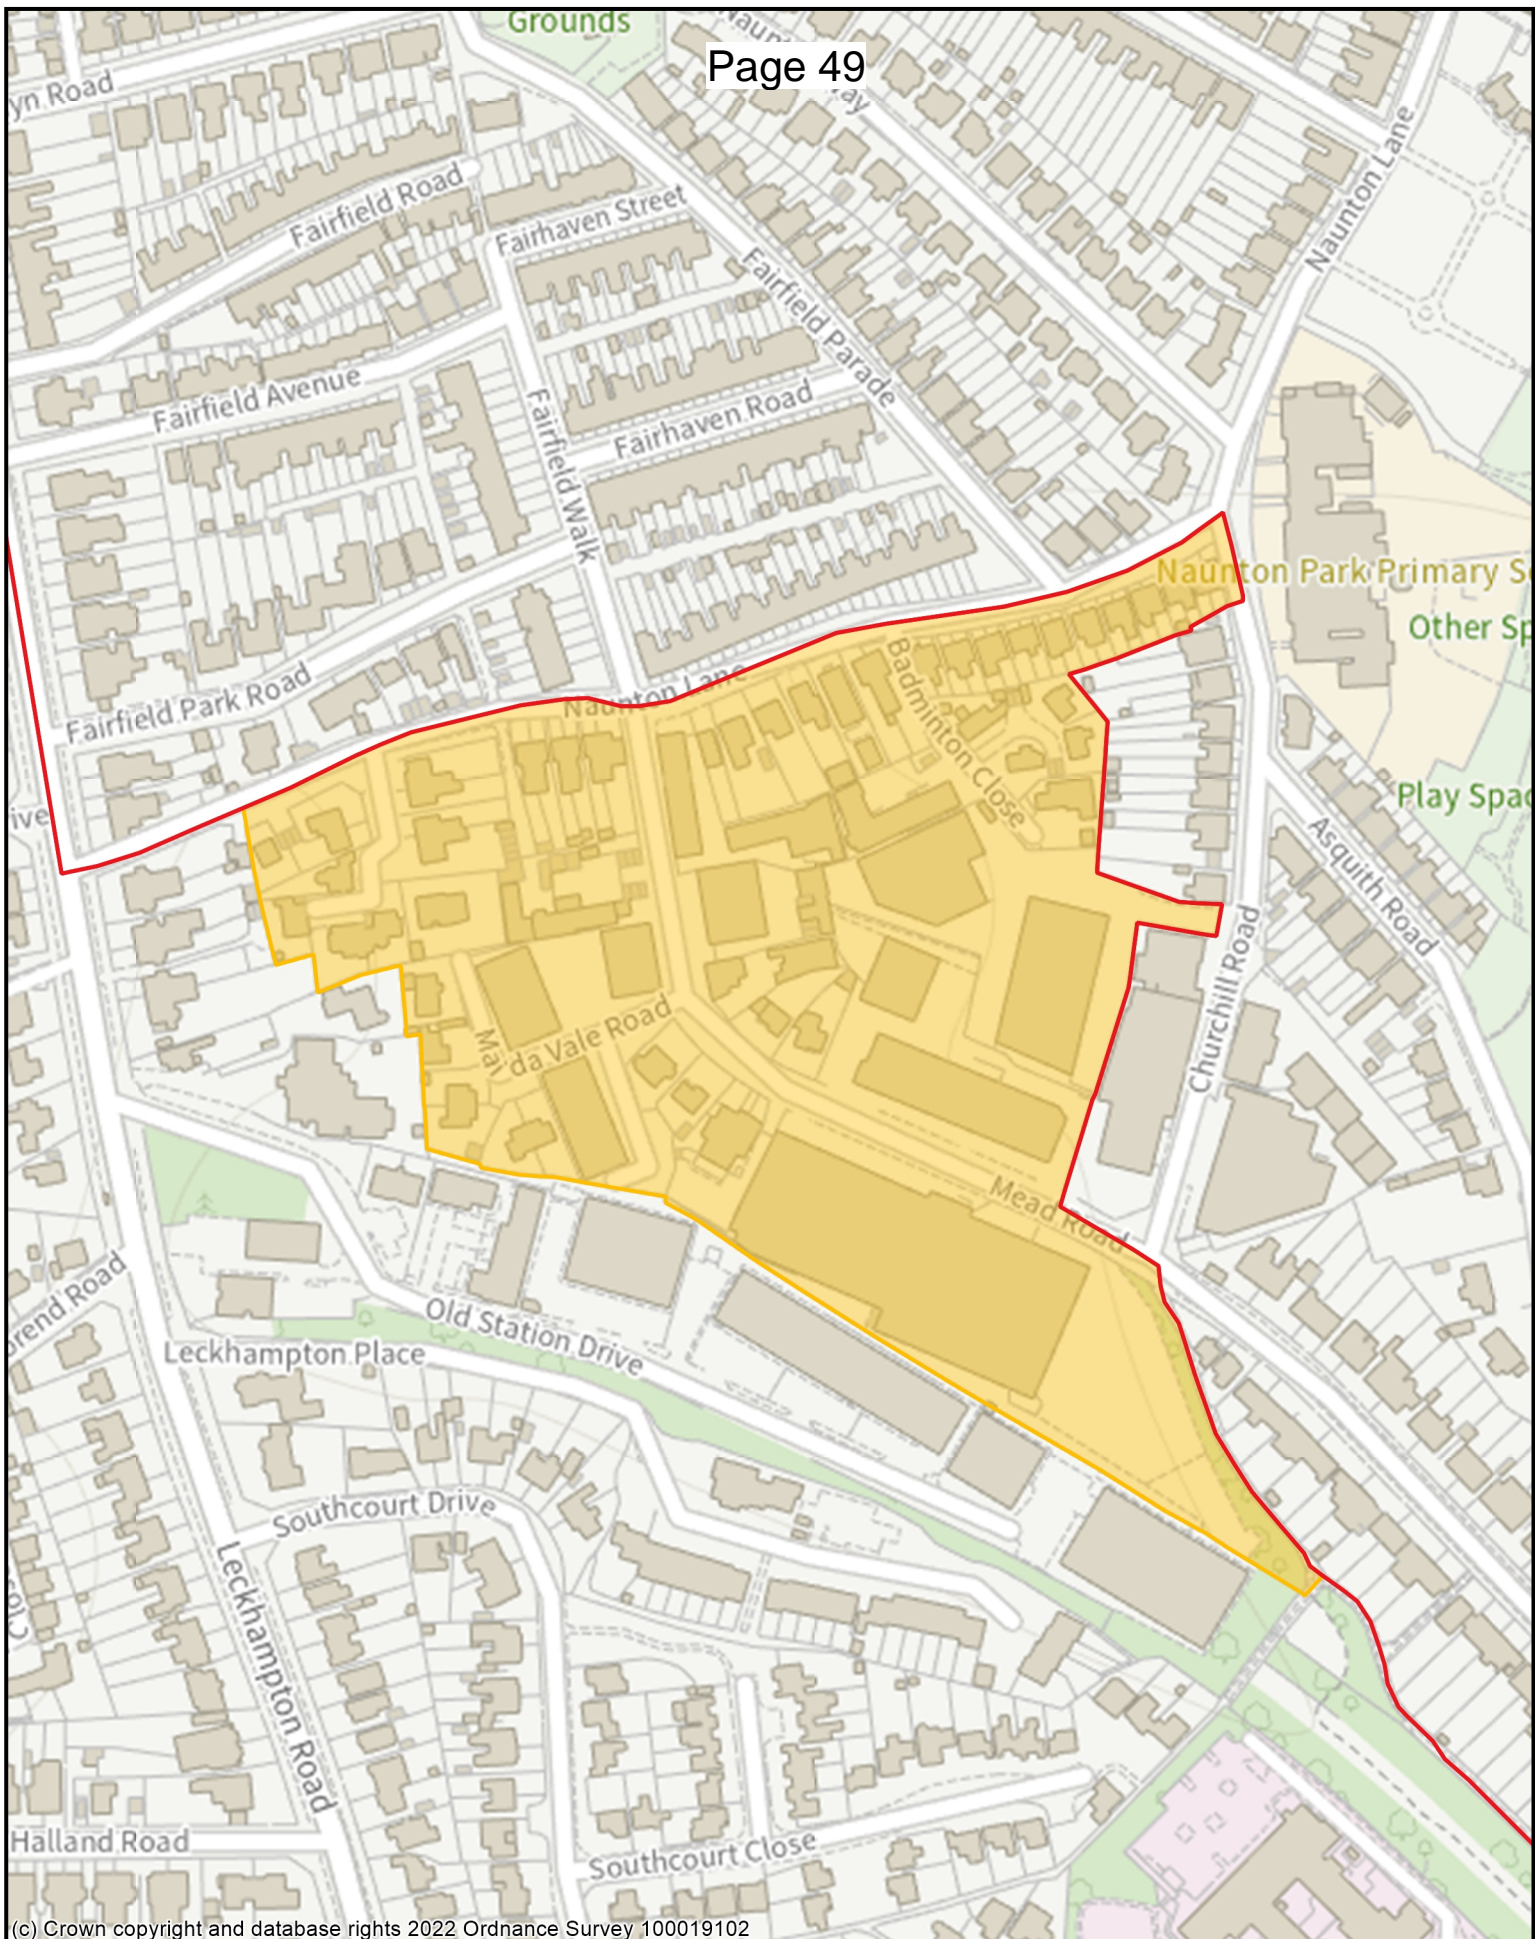 Grounds
Page 49
yn Road
Fairfield Road
Fairhaven Street
Naunton Lane
Fairfield Parade
Fairfield Avenue
Fairfield Walk
Fairhaven Road
Naunton Park Primary S
Other Sp
Fairfield Park Road
Naunton Lane
Badminton Close
Play Spac
ive
Asquith Road
Churchill Road
Maida Vale Road
Mead Road
orend Road
Old Station Drive
Leckhampton Place
Southcourt Drive
Leckhampton Road
Halland Road
Southcourt Close
(c) Crown copyright and database rights 2022 Ordnance Survey 100019102